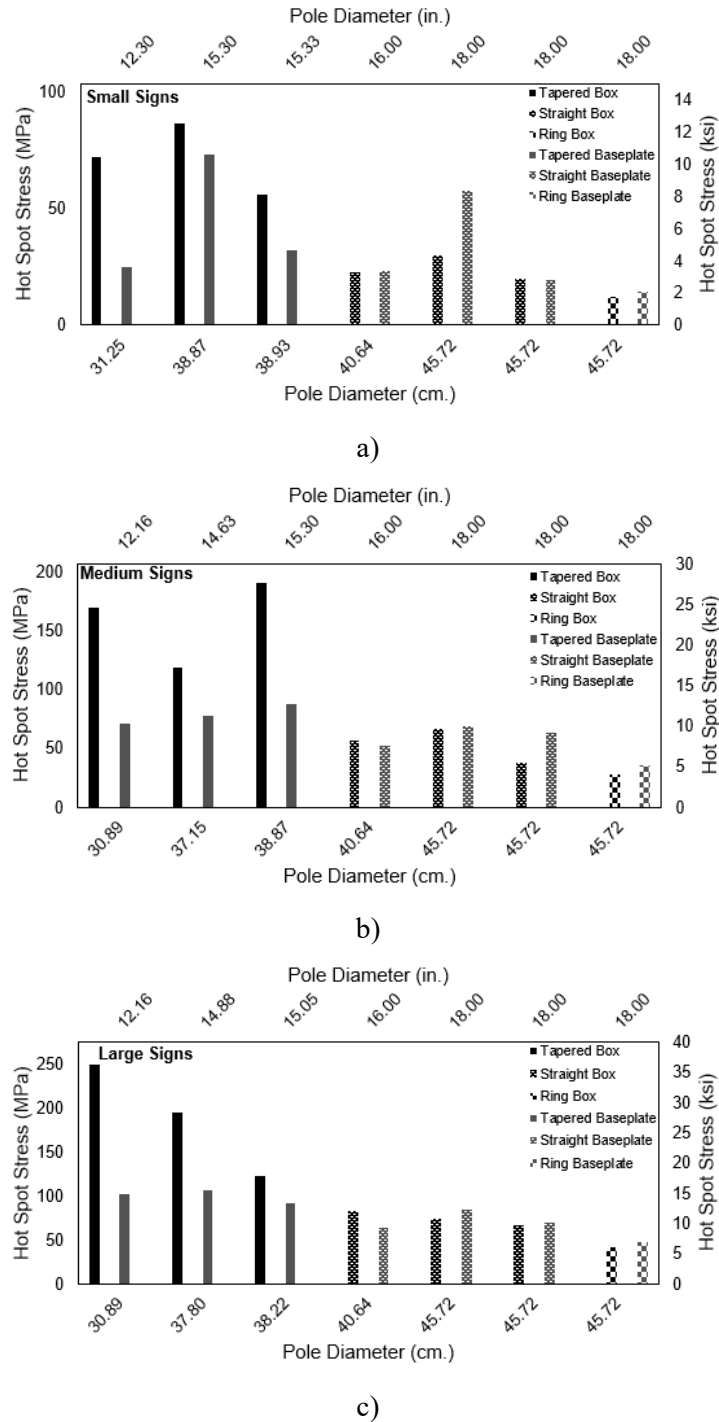 Pole Diameter (in.)
12.30 15.30 15.33 16.00 18.00 18.00 18.00
Small Signs
Hot Spot Stress (MPa)
100
50
0
Tapered Box
Straight Box
Ring Box
Tapered Baseplate
Straight Baseplate
Ring Baseplate
14
12
10
8
6
4
2
0
Hot Spot Stress (ksi)
31.25 38.87 38.93 40.64 45.72 45.72 45.72
Pole Diameter (cm.)
a)
Pole Diameter (in.)
12.16 14.63 15.30 16.00 18.00 18.00 18.00
Medium Signs
Hot Spot Stress (MPa)
200
150
100
50
0
Tapered Box
Straight Box
Ring Box
Tapered Baseplate
Straight Baseplate
Ring Baseplate
30
25
20
15
10
5
0
Hot Spot Stress (ksi)
30.89 37.15 38.87 40.64 45.72 45.72 45.72
Pole Diameter (cm.)
b)
Pole Diameter (in.)
12.16 14.88 15.05 16.00 18.00 18.00 18.00
Large Signs
Hot Spot Stress (MPa)
250
200
150
100
50
0
Tapered Box
Straight Box
Ring Box
Tapered Baseplate
Straight Baseplate
Ring Baseplate
40
35
30
25
20
15
10
5
0
Hot Spot Stress (ksi)
30.89 37.80 38.22 40.64 45.72 45.72 45.72
Pole Diameter (cm.)
c)